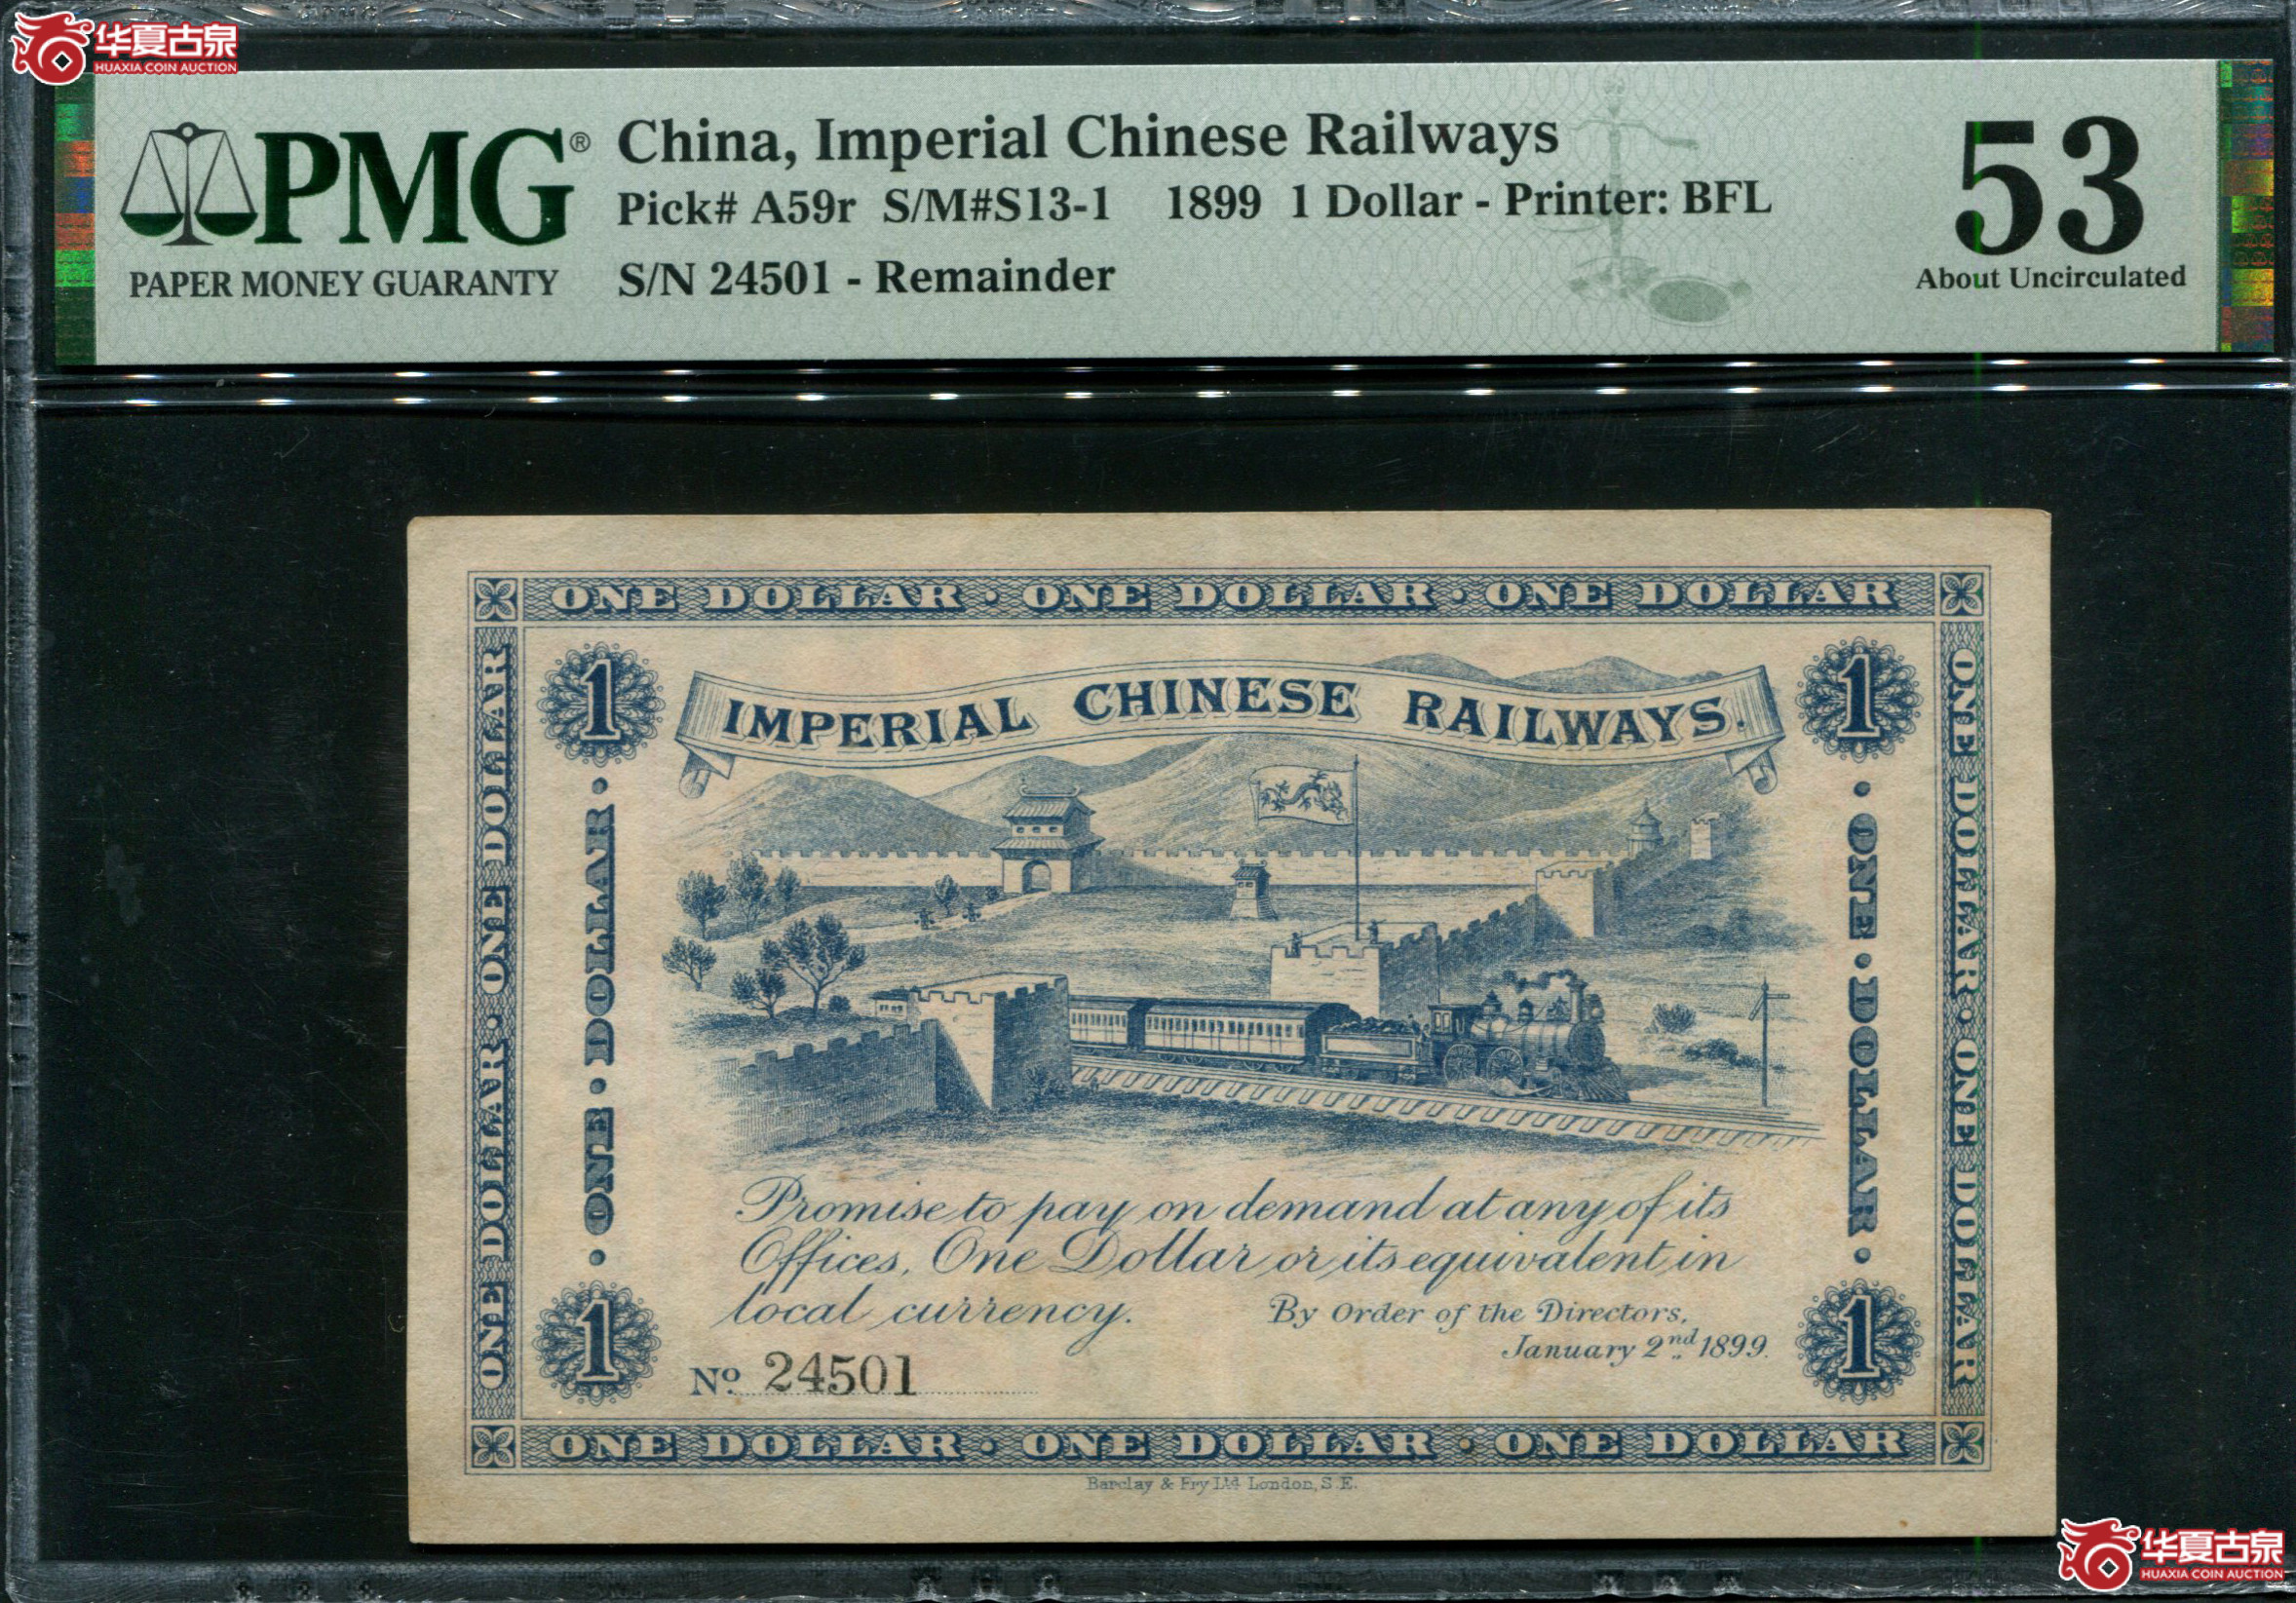 华夏古泉
HUAXIA COIN AUCTION
PMG®
PAPER MONEY GUARANTY
China, Imperial Chinese Railways
Pick# A59r S/M#S13-1 1899 1 Dollar - Printer: BFL
S/N 24501 - Remainder
53
About Uncirculated
ONE DOLLAR · ONE DOLLAR · ONE DOLLAR
ONE DOLLAR · ONE DOLLAR
ONE DOLLAR · ONE DOLLAR
1
1
· ONE · DOLLAR ·
· ONE · DOLLAR ·
IMPERIAL CHINESE RAILWAYS.
Promise to pay on demand at any of its
Offices, One Dollar or its equivalent in
local currency.
By Order of the Directors,
January 2nd 1899.
No. 24501
1
1
ONE DOLLAR · ONE DOLLAR · ONE DOLLAR
Barclay & Fry Ltd London, S.E.
华夏古泉
HUAXIA COIN AUCTION